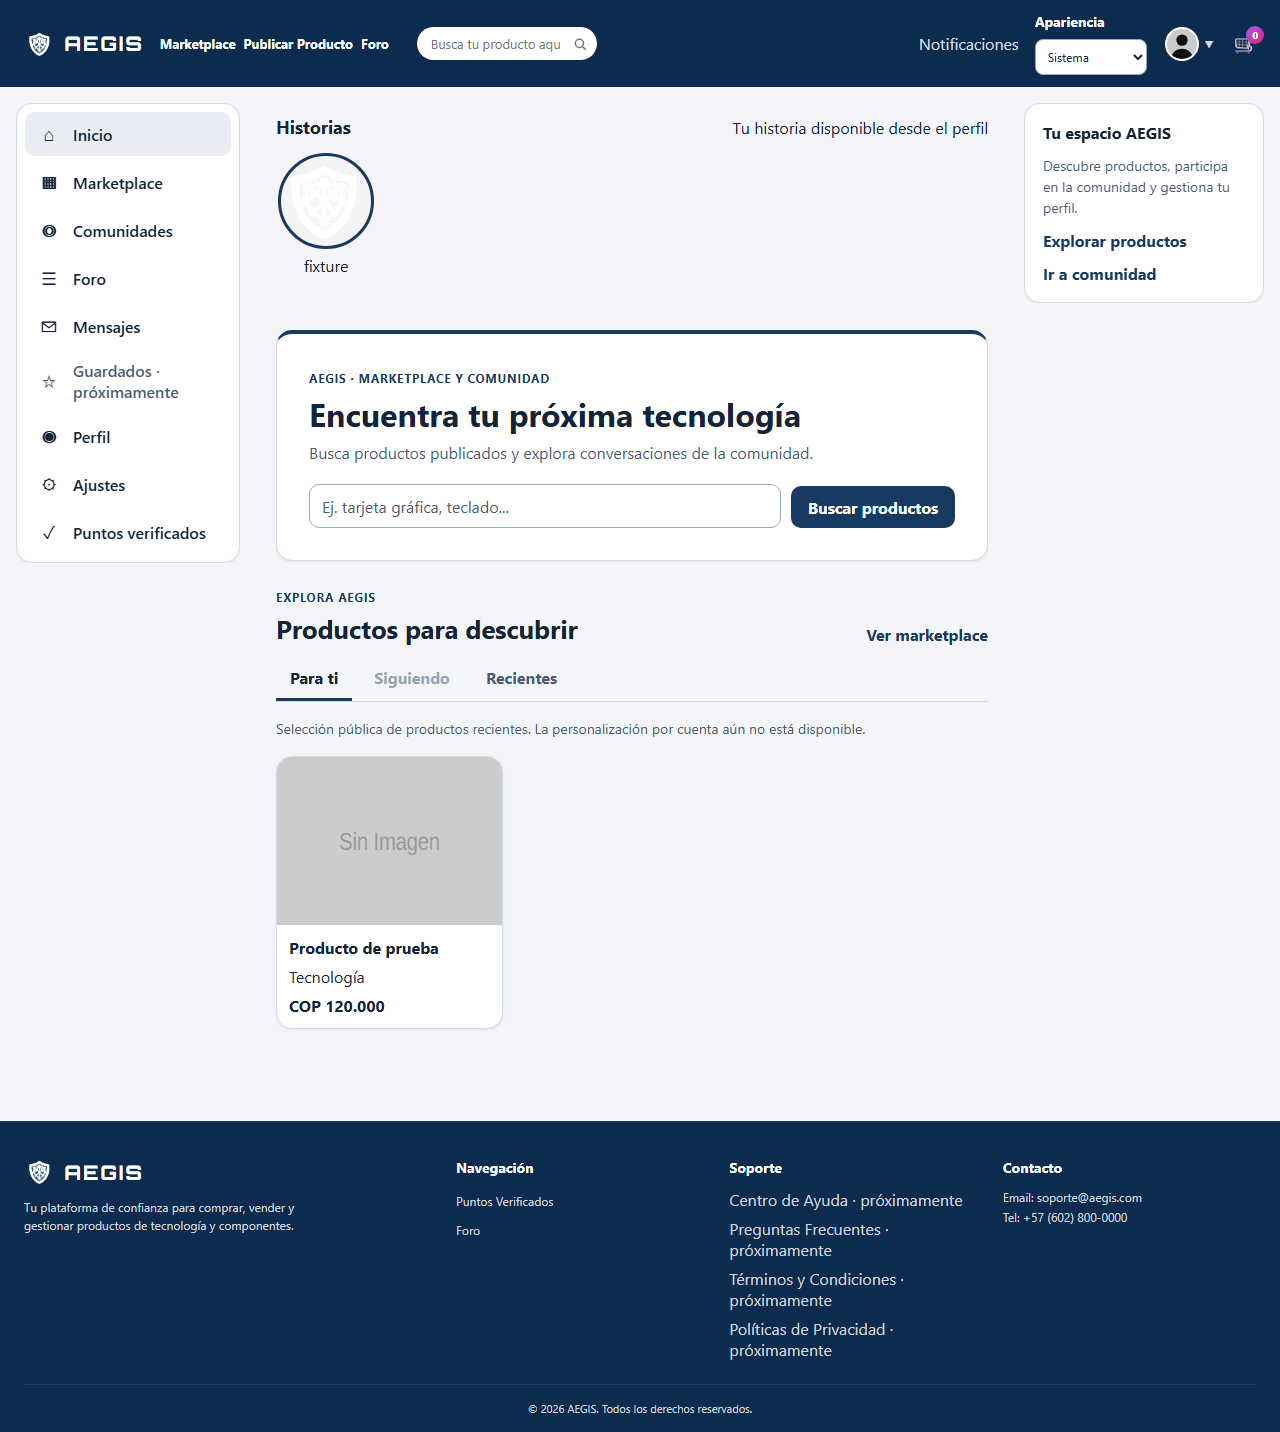 AEGIS
Marketplace Publicar Producto Foro
Busca tu producto aqu
Notificaciones
Apariencia
Sistema
0
Inicio
Marketplace
Comunidades
Foro
Mensajes
Guardados ·
próximamente
Perfil
Ajustes
Puntos verificados
Historias
Tu historia disponible desde el perfil
fixture
AEGIS · MARKETPLACE Y COMUNIDAD
Encuentra tu próxima tecnología
Busca productos publicados y explora conversaciones de la comunidad.
Ej. tarjeta gráfica, teclado...
Buscar productos
EXPLORA AEGIS
Productos para descubrir
Ver marketplace
Para ti
Siguiendo
Recientes
Selección pública de productos recientes. La personalización por cuenta aún no está disponible.
Sin Imagen
Producto de prueba
Tecnología
COP 120.000
Tu espacio AEGIS
Descubre productos, participa
en la comunidad y gestiona tu
perfil.
Explorar productos
Ir a comunidad
AEGIS
Tu plataforma de confianza para comprar, vender y
gestionar productos de tecnología y componentes.
Navegación
Puntos Verificados
Foro
Soporte
Centro de Ayuda · próximamente
Preguntas Frecuentes ·
próximamente
Términos y Condiciones ·
próximamente
Políticas de Privacidad ·
próximamente
Contacto
Email: soporte@aegis.com
Tel: +57 (602) 800-0000
© 2026 AEGIS. Todos los derechos reservados.